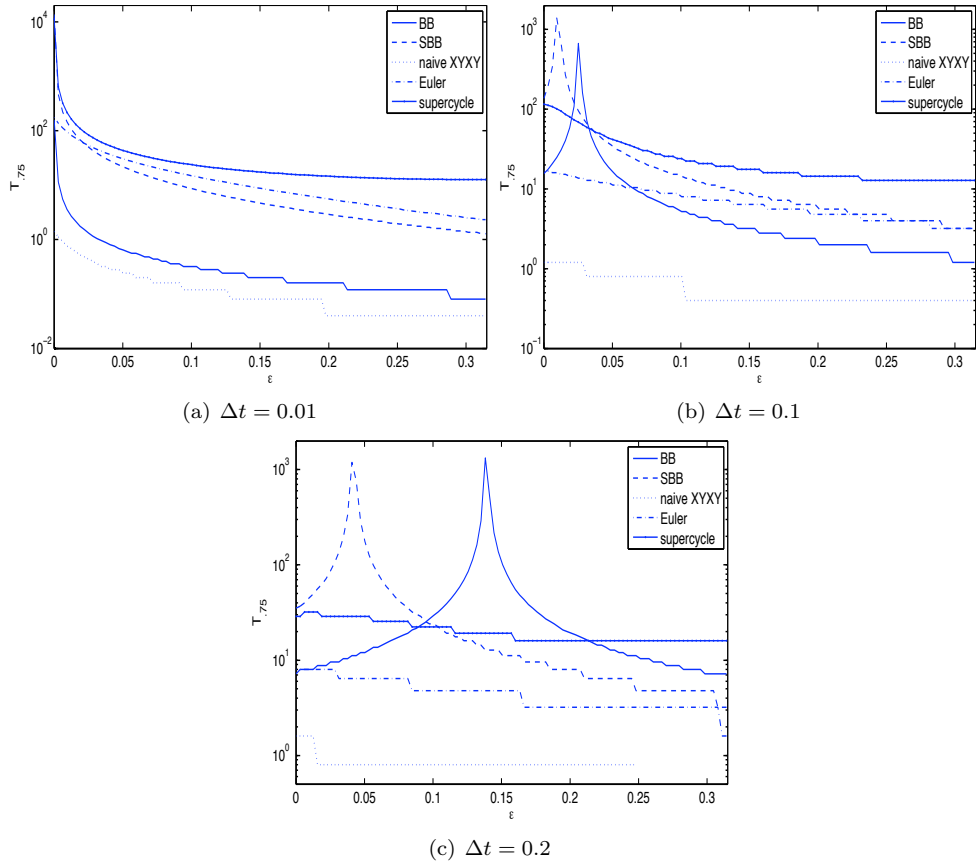 10^4
10^2
10^0
10^-2
T.75
0
0.05
0.1
0.15
0.2
0.25
0.3
ε
BB
SBB
naive XYXY
Euler
supercycle
(a) Δt = 0.01
10^3
10^2
10^1
10^0
10^-1
T.75
0
0.05
0.1
0.15
0.2
0.25
0.3
ε
BB
SBB
naive XYXY
Euler
supercycle
(b) Δt = 0.1
10^3
10^2
10^1
10^0
T.75
0
0.05
0.1
0.15
0.2
0.25
0.3
ε
BB
SBB
naive XYXY
Euler
supercycle
(c) Δt = 0.2